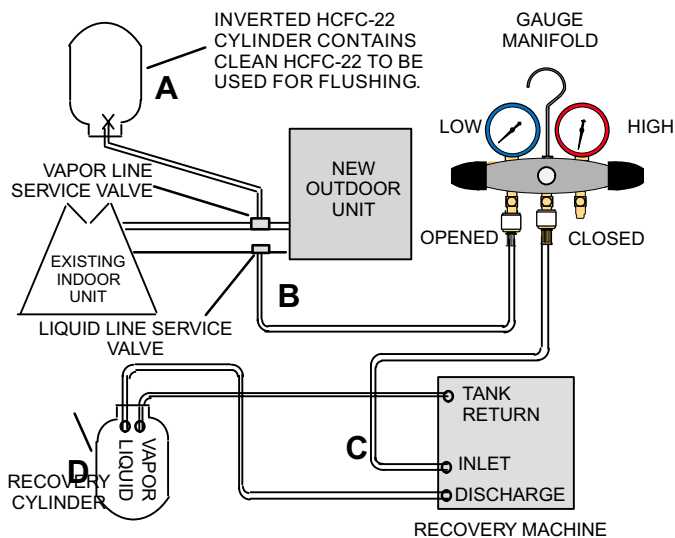 INVERTED HCFC-22
CYLINDER CONTAINS
CLEAN HCFC-22 TO BE
USED FOR FLUSHING.
A
GAUGE
MANIFOLD
LOW
HIGH
VAPOR LINE
SERVICE VALVE
NEW
OUTDOOR
UNIT
OPENED
CLOSED
EXISTING
INDOOR
UNIT
B
LIQUID LINE SERVICE
VALVE
TANK
RETURN
C
INLET
DISCHARGE
D
RECOVERY
CYLINDER
LIQUID
VAPOR
RECOVERY MACHINE